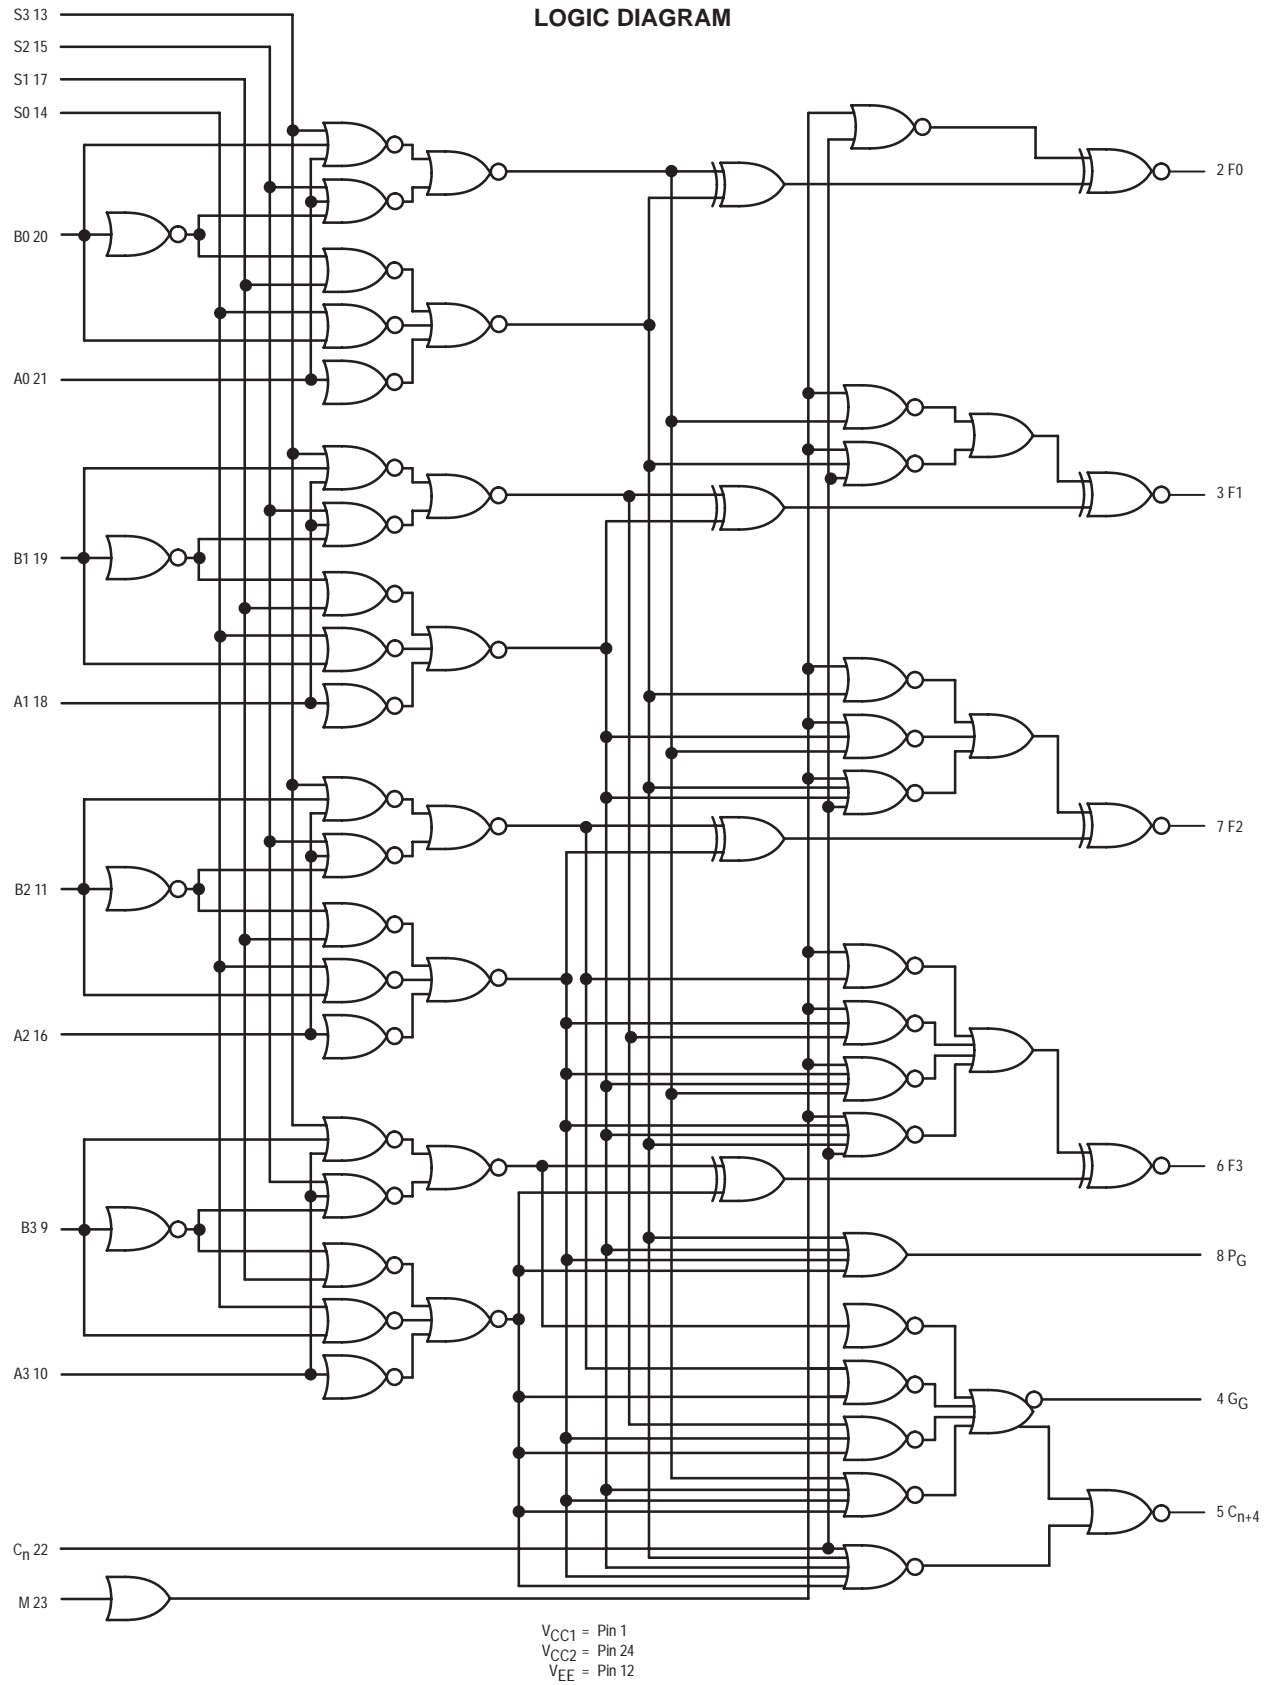 LOGIC DIAGRAM
S3 13
S2 15
S1 17
S0 14
2 F0
B0 20
A0 21
3 F1
B1 19
A1 18
7 F2
B2 11
A2 16
6 F3
B3 9
8 PG
A3 10
4 GG
5 Cn+4
Cn 22
M 23
VCC1 = Pin 1
VCC2 = Pin 24
VEE = Pin 12